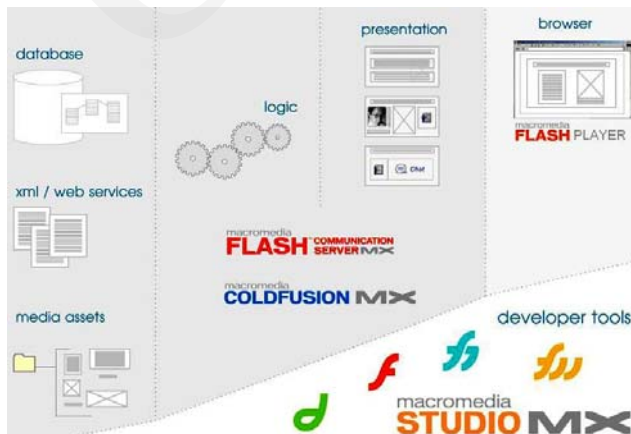 presentation
browser
database
logic
macromedia
FLASH PLAYER
Chat
xml / web services
macromedia
FLASH COMMUNICATION
SERVER MX
macromedia
COLDFUSION MX
media assets
developer tools
macromedia
STUDIO MX